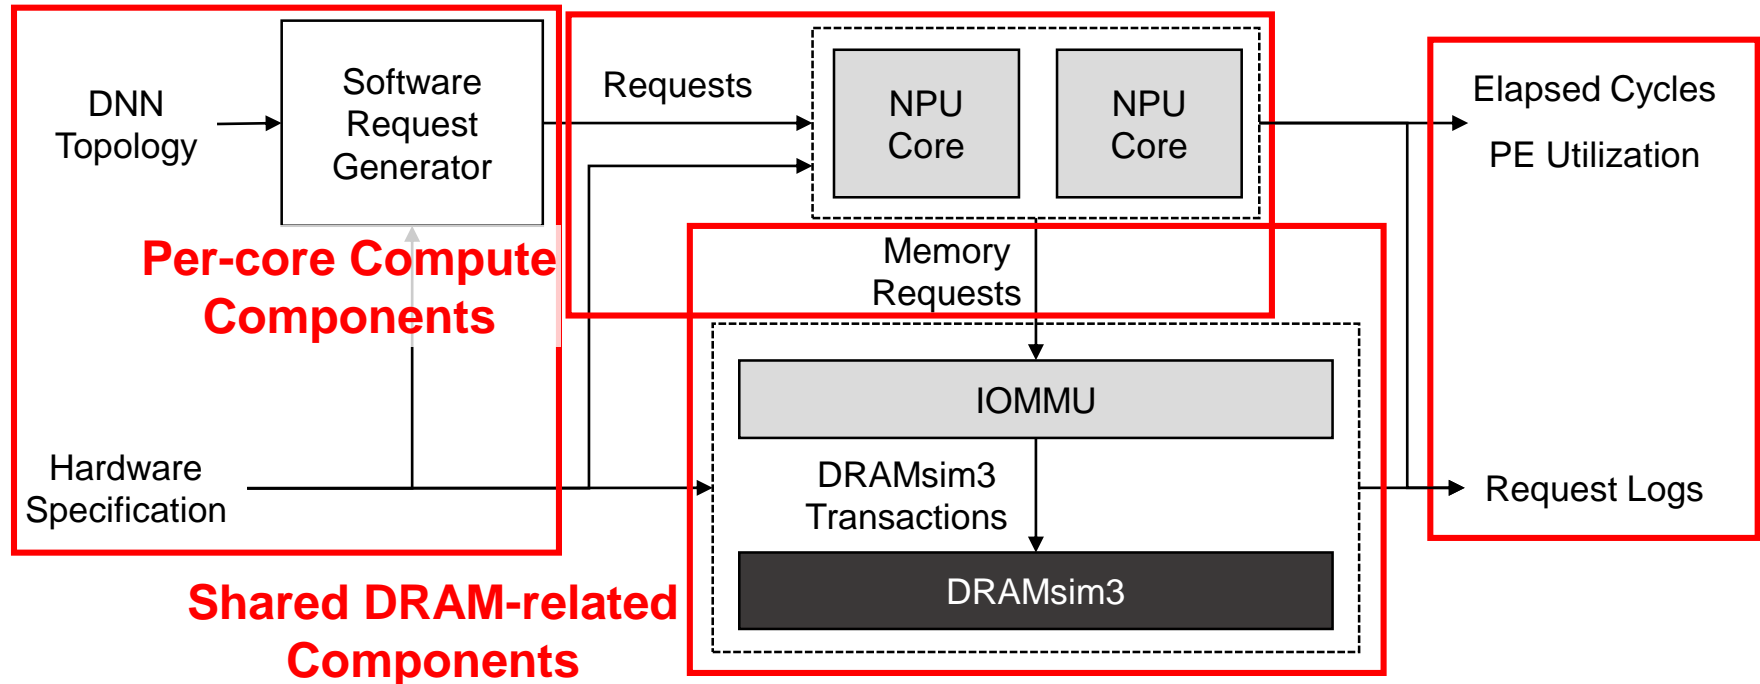 DNN
Topology
Software
Request
Generator
Requests
NPU
Core
NPU
Core
Elapsed Cycles
PE Utilization
Per-core Compute
Components
Memory
Requests
IOMMU
Hardware
Specification
DRAMsim3
Transactions
Request Logs
DRAMsim3
Shared DRAM-related
Components